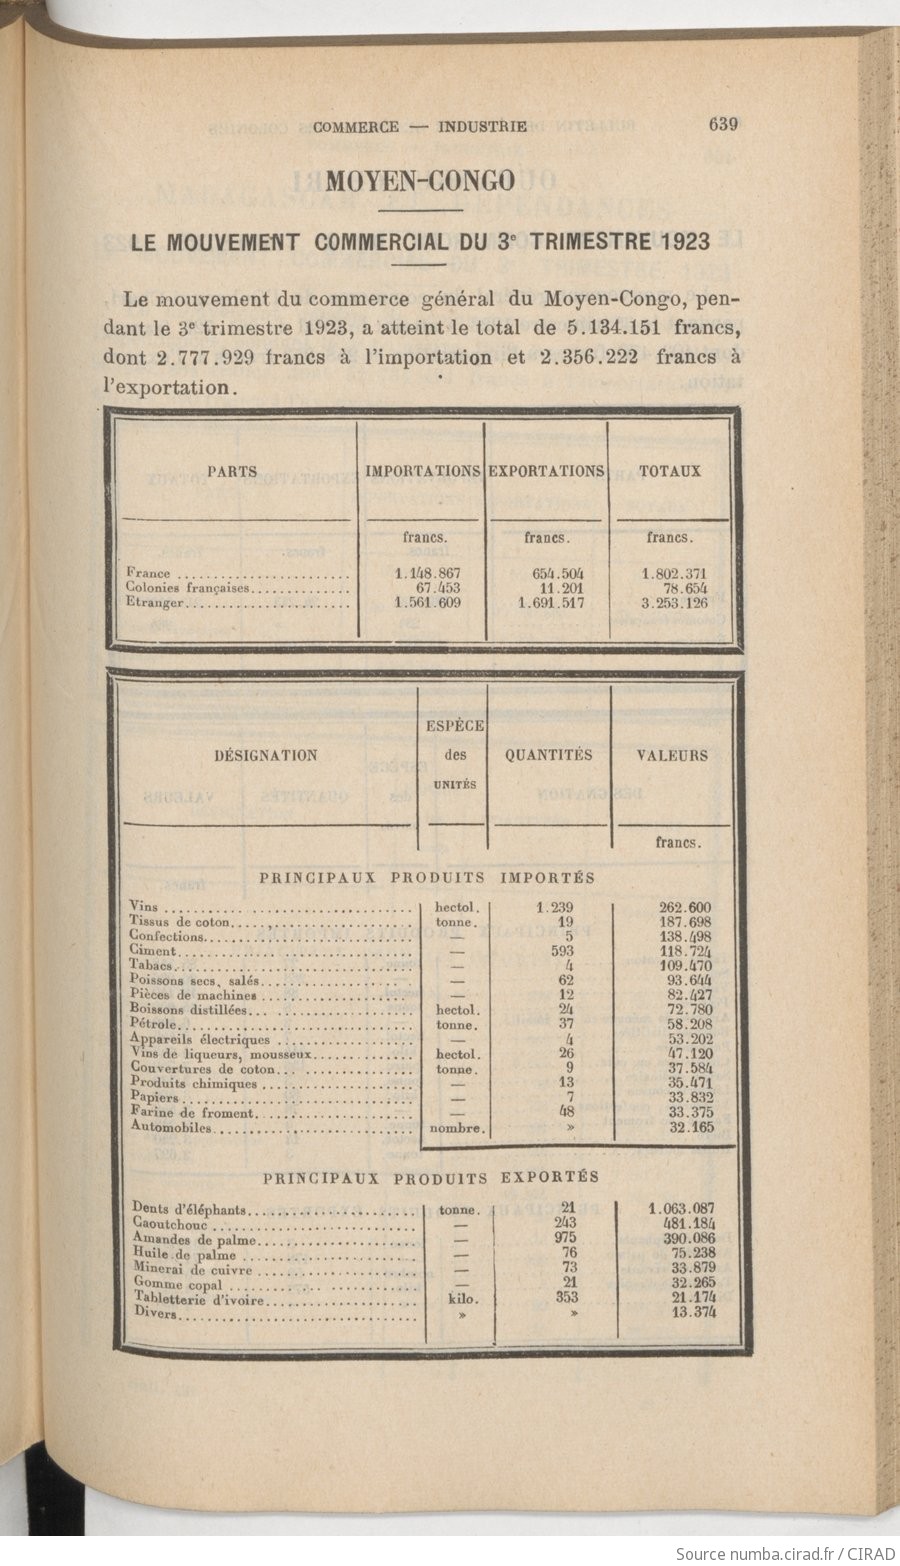 COMMERCE — INDUSTRIE 639
MOYEN-CONGO
LE MOUVEMENT COMMERCIAL DU 3e TRIMESTRE 1923
Le mouvement du commerce général du Moyen-Congo, pen-
dant le 3e trimestre 1923, a atteint le total de 5.134.151 francs,
dont 2.777.929 francs à l'importation et 2.356.222 francs à
l'exportation.
PARTS IMPORTATIONS EXPORTATIONS TOTAUX
francs. francs. francs.
France ........................ 1.148.867 654.504 1.802.371
Colonies françaises.............. 67.453 11.201 78.654
Etranger....................... 1.561.609 1.691.517 3.253.126
DÉSIGNATION ESPÈCE des UNITÉS QUANTITÉS VALEURS
francs.
PRINCIPAUX PRODUITS IMPORTÉS
Vins .................................. hectol. 1.239 262.600
Tissus de coton......................... tonne. 19 187.698
Confections............................. — 5 138.498
Ciment................................ — 593 118.724
Tabacs................................. — 4 109.470
Poissons secs, salés..................... — 62 93.644
Pièces de machines ..................... — 12 82.427
Boissons distillées....................... hectol. 24 72.780
Pétrole................................. tonne. 37 58.208
Appareils électriques ................... — 4 53.202
Vins de liqueurs, mousseux.............. hectol. 26 47.120
Couvertures de coton................... tonne. 9 37.584
Produits chimiques ..................... — 13 35.471
Papiers................................ — 7 33.832
Farine de froment...................... — 48 33.375
Automobiles............................ nombre. » 32.165
PRINCIPAUX PRODUITS EXPORTÉS
Dents d'éléphants....................... tonne. 21 1.063.087
Caoutchouc ............................ — 243 481.184
Amandes de palme...................... — 975 390.086
Huile de palme ........................ — 76 75.238
Minerai de cuivre ...................... — 73 33.879
Gomme copal .......................... — 21 32.265
Tabletterie d'ivoire..................... kilo. 353 21.174
Divers................................. » » 13.374
Source numba.cirad.fr / CIRAD